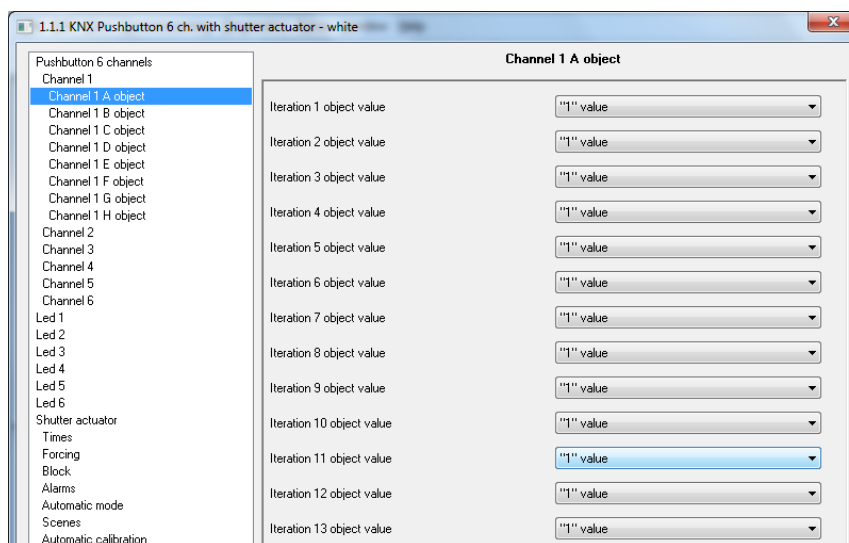 1.1.1 KNX Pushbutton 6 ch. with shutter actuator - white
Channel 1 A object
Pushbutton 6 channels
Channel 1
Channel 1 A object
Channel 1 B object
Channel 1 C object
Channel 1 D object
Channel 1 E object
Channel 1 F object
Channel 1 G object
Channel 1 H object
Channel 2
Channel 3
Channel 4
Channel 5
Channel 6
Led 1
Led 2
Led 3
Led 4
Led 5
Led 6
Shutter actuator
Times
Forcing
Block
Alarms
Automatic mode
Scenes
Automatic calibration
Iteration 1 object value "1" value
Iteration 2 object value "1" value
Iteration 3 object value "1" value
Iteration 4 object value "1" value
Iteration 5 object value "1" value
Iteration 6 object value "1" value
Iteration 7 object value "1" value
Iteration 8 object value "1" value
Iteration 9 object value "1" value
Iteration 10 object value "1" value
Iteration 11 object value "1" value
Iteration 12 object value "1" value
Iteration 13 object value "1" value